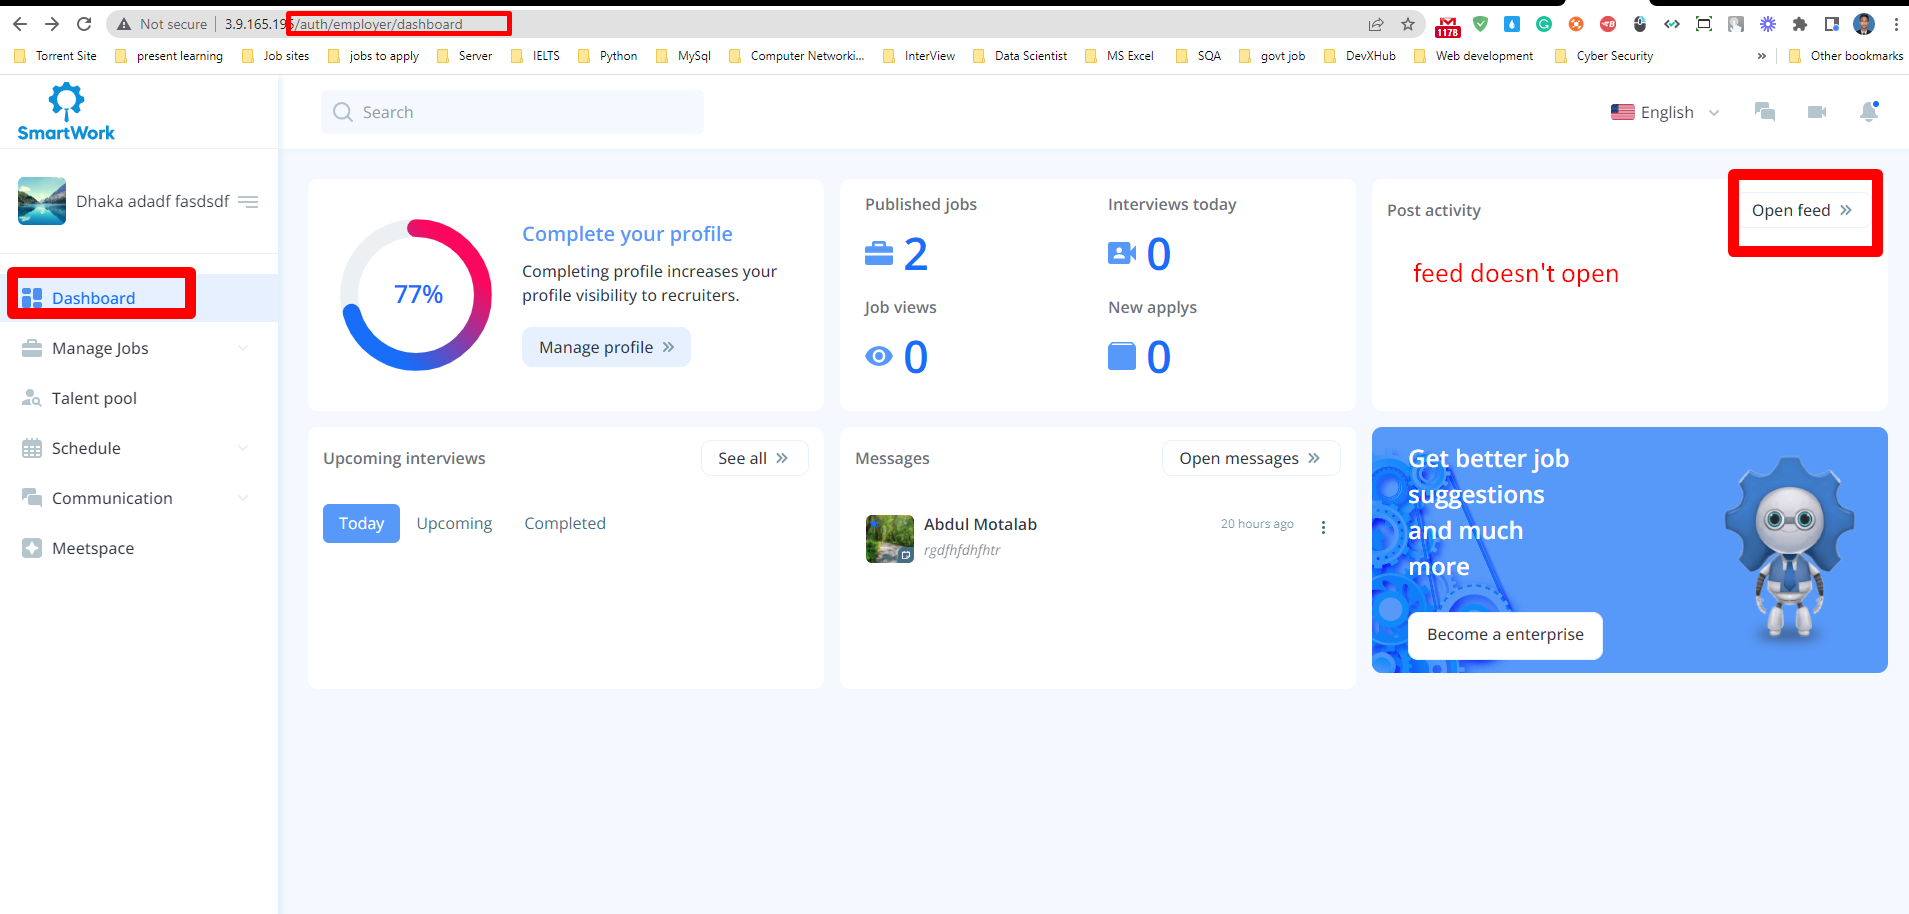 Not secure | 3.9.165.195/auth/employer/dashboard
1178
Torrent Site present learning Job sites jobs to apply Server IELTS Python MySql Computer Networki... InterView Data Scientist MS Excel SQA govt job DevXHub Web development Cyber Security » Other bookmarks
SmartWork
Search
English
Dhaka adadf fasdsdf
Dashboard
Manage Jobs
Talent pool
Schedule
Communication
Meetspace
77%
Complete your profile
Completing profile increases your
profile visibility to recruiters.
Manage profile »
Published jobs
2
Interviews today
0
Job views
0
New applys
0
Post activity
Open feed »
feed doesn't open
Upcoming interviews
See all »
Today Upcoming Completed
Messages
Open messages »
Abdul Motalab
20 hours ago
rgdfhfdhfhtr
Get better job
suggestions
and much
more
Become a enterprise